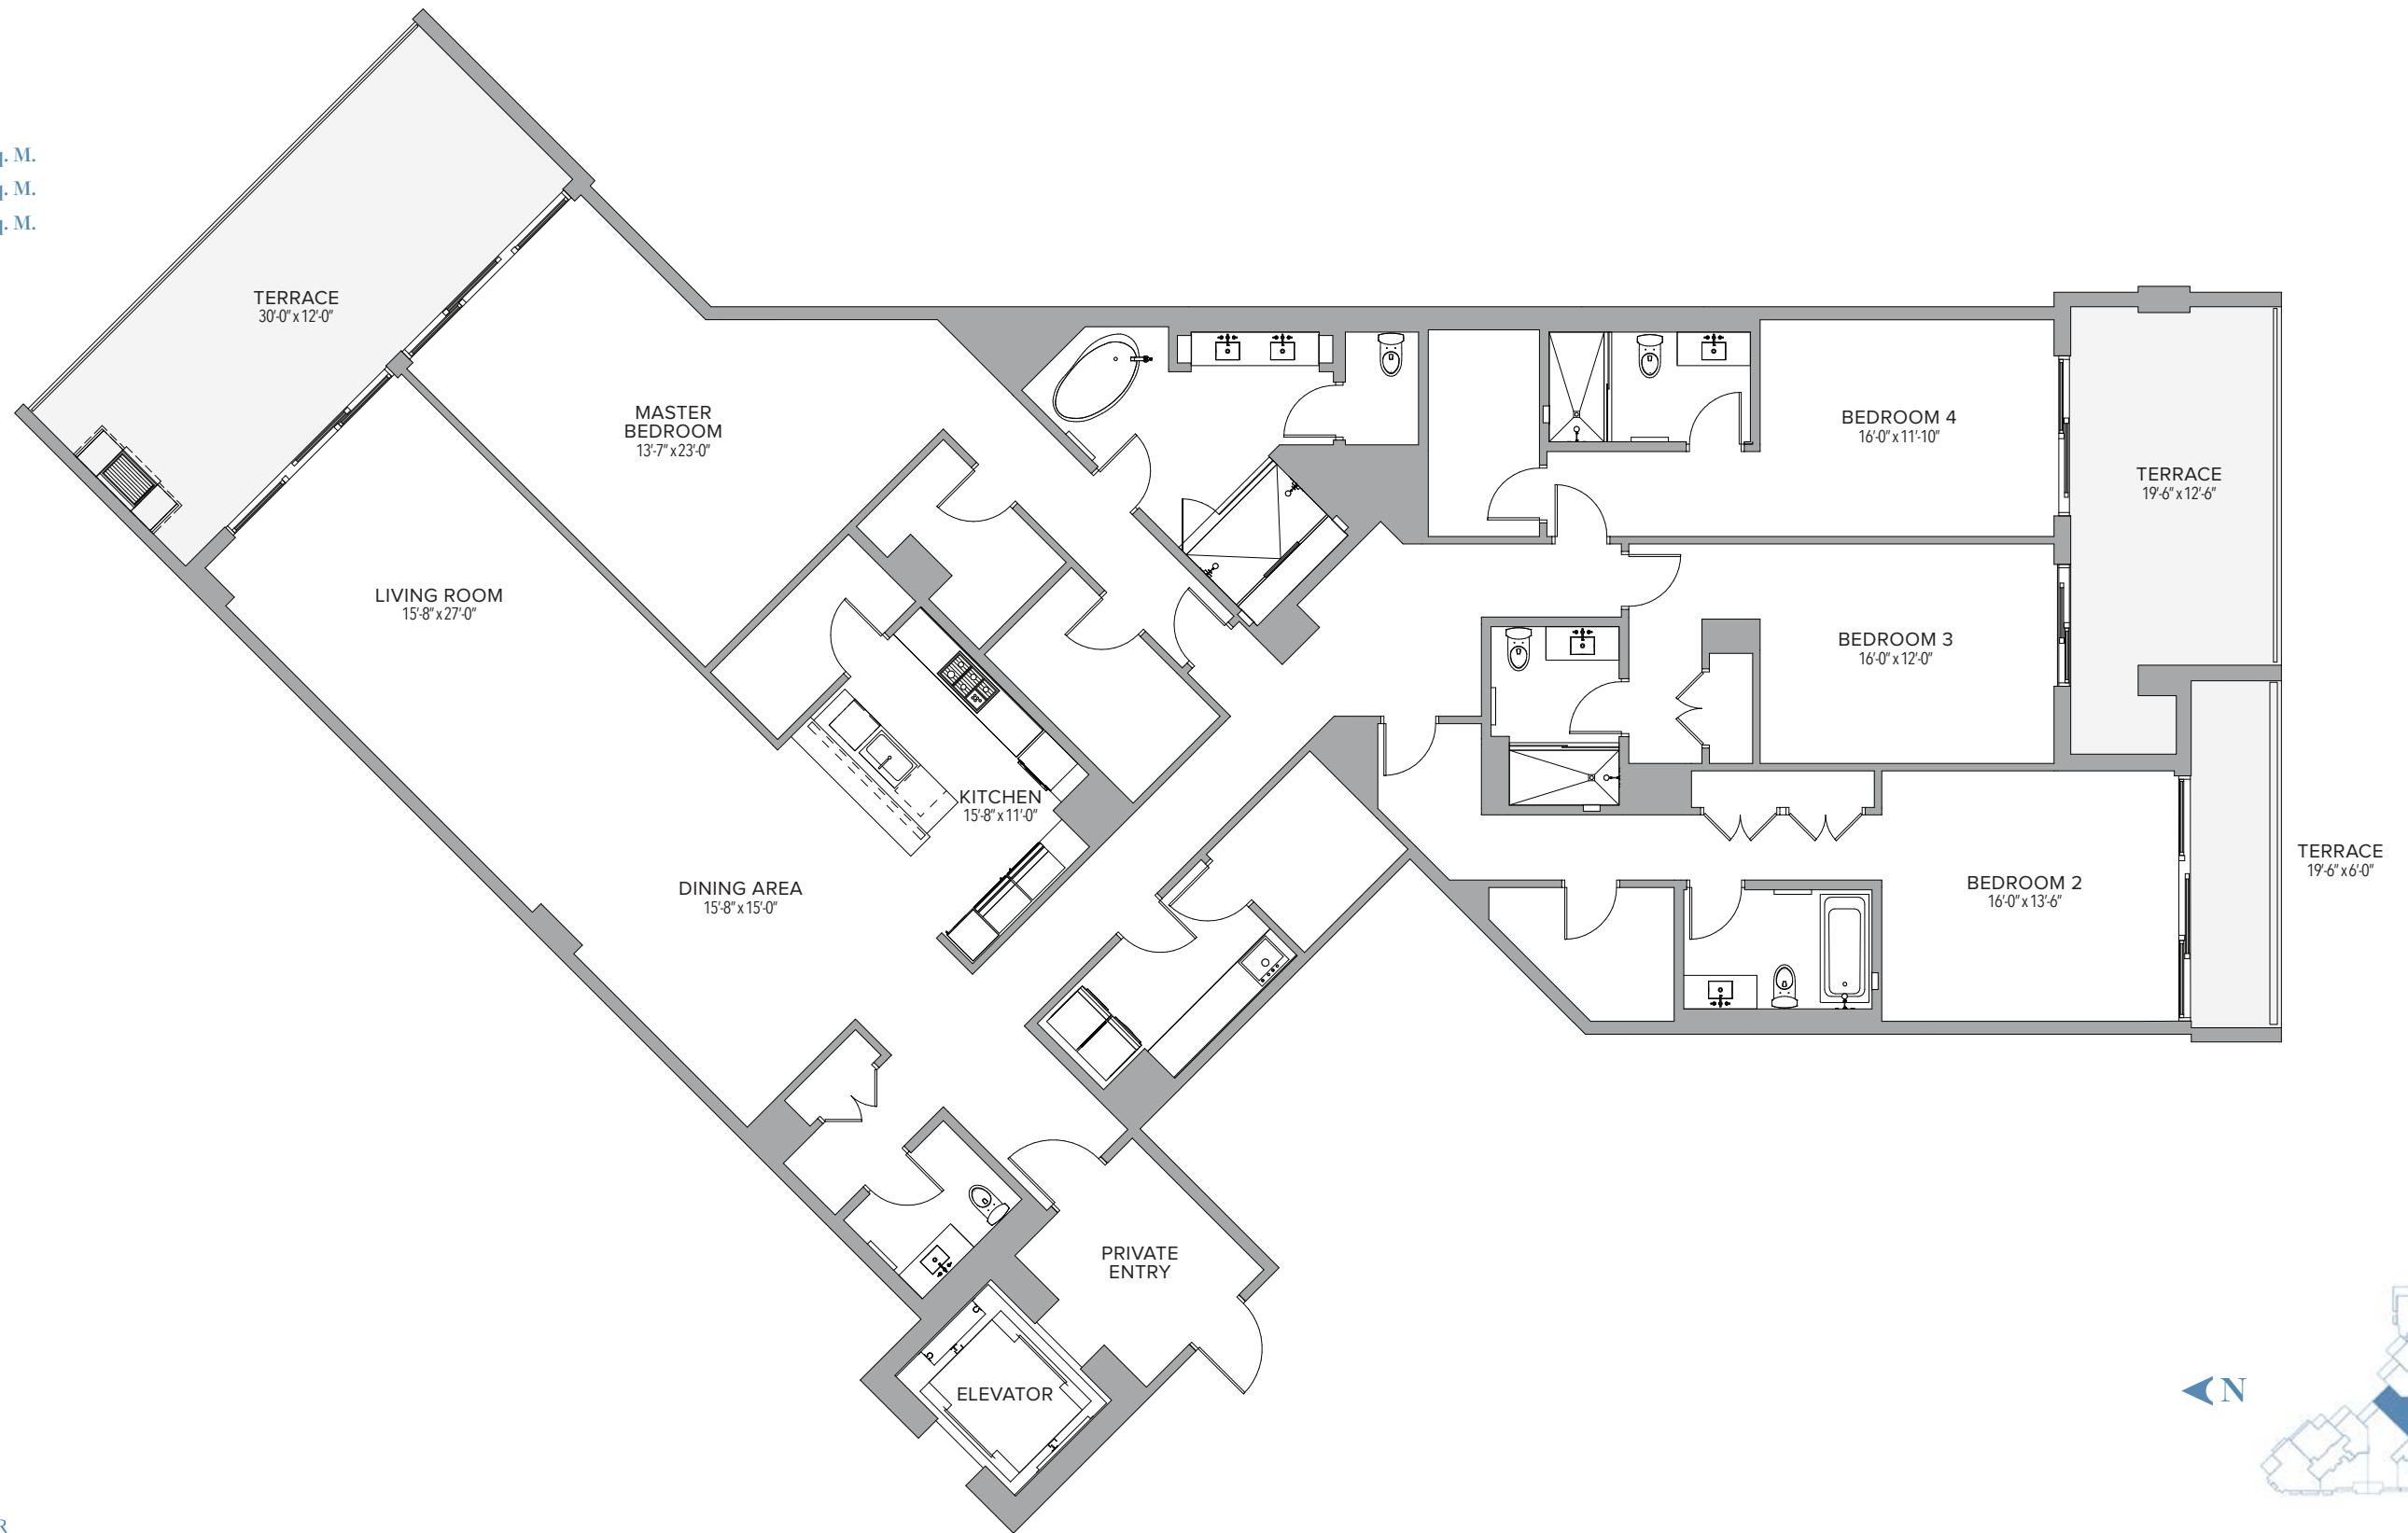 q. M.
q. M.
q. M.
TERRACE
30'-0" x 12'-0"
MASTER
BEDROOM
13'-7" x 23'-0"
BEDROOM 4
16'-0" x 11'-10"
TERRACE
19'-6" x 12'-6"
LIVING ROOM
15'-8" x 27'-0"
BEDROOM 3
16'-0" x 12'-0"
KITCHEN
15'-8" x 11'-0"
TERRACE
19'-6" x 6'-0"
DINING AREA
15'-8" x 15'-0"
BEDROOM 2
16'-0" x 13'-6"
PRIVATE
ENTRY
ELEVATOR
N
R